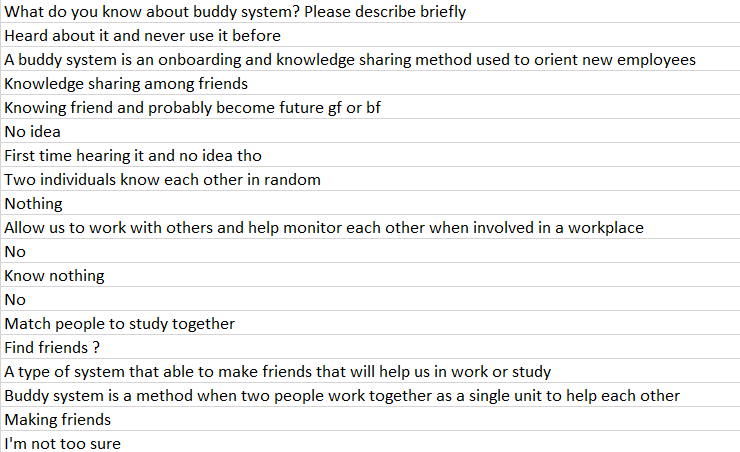 What do you know about buddy system? Please describe briefly
Heard about it and never use it before
A buddy system is an onboarding and knowledge sharing method used to orient new employees
Knowledge sharing among friends
Knowing friend and probably become future gf or bf
No idea
First time hearing it and no idea tho
Two individuals know each other in random
Nothing
Allow us to work with others and help monitor each other when involved in a workplace
No
Know nothing
No
Match people to study together
Find friends ?
A type of system that able to make friends that will help us in work or study
Buddy system is a method when two people work together as a single unit to help each other
Making friends
I'm not too sure